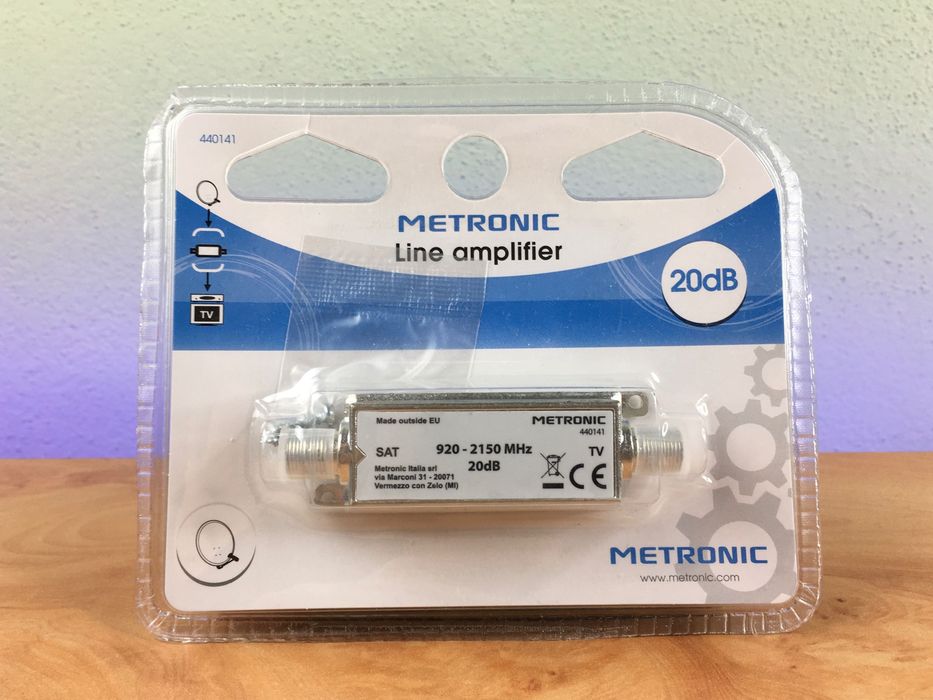 440141
METRONIC
Line amplifier
20dB
TV
Made outside EU
METRONIC
440141
SAT
920 - 2150 MHz
20dB
TV
Metronic Italia srl
via Marconi 31 - 20071
Vermezzo con Zelo (MI)
CE
METRONIC
www.metronic.com